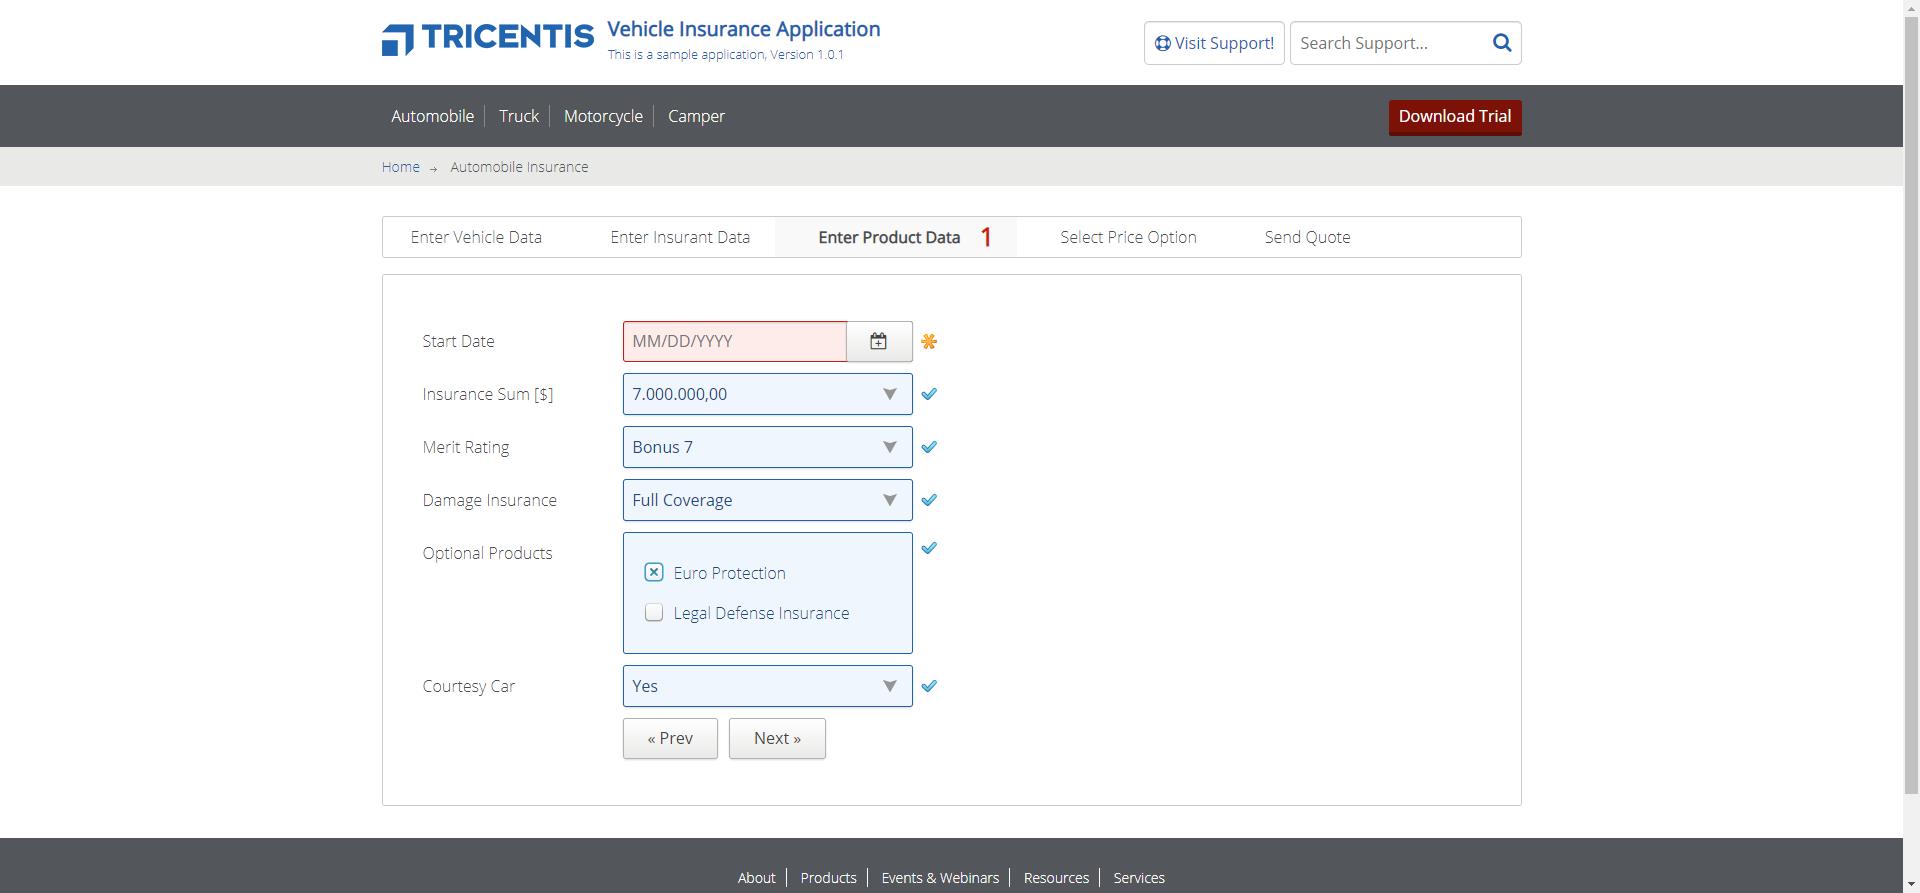 TRICENTIS Vehicle Insurance Application
This is a sample application, Version 1.0.1
Visit Support!
Search Support...
Automobile
Truck
Motorcycle
Camper
Download Trial
Home → Automobile Insurance
Enter Vehicle Data
Enter Insurant Data
Enter Product Data 1
Select Price Option
Send Quote
Start Date
MM/DD/YYYY
Insurance Sum [$]
7.000.000,00
Merit Rating
Bonus 7
Damage Insurance
Full Coverage
Optional Products
Euro Protection
Legal Defense Insurance
Courtesy Car
Yes
« Prev
Next »
About
Products
Events & Webinars
Resources
Services